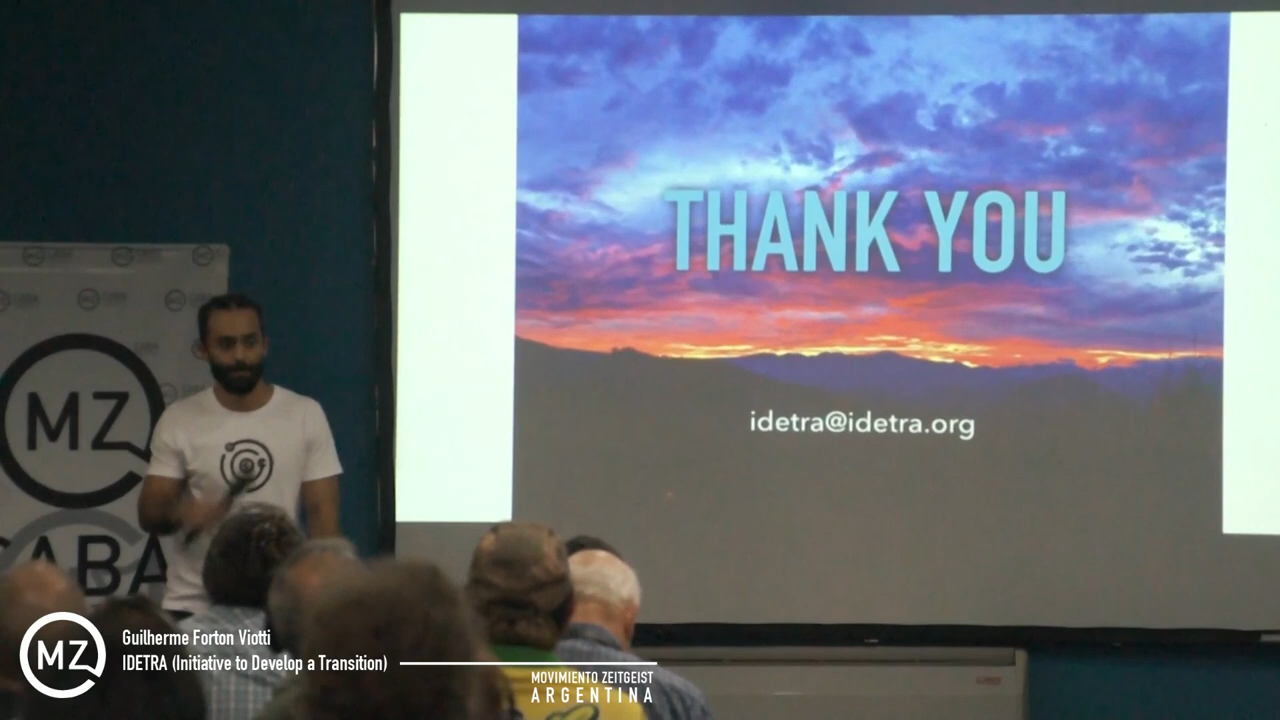 THANK YOU
idetra@idetra.org
MZ
CABA
MZ
Guilherme Forton Viotti
IDETRA (Initiative to Develop a Transition)
MOVIMIENTO ZEITGEIST
ARGENTINA